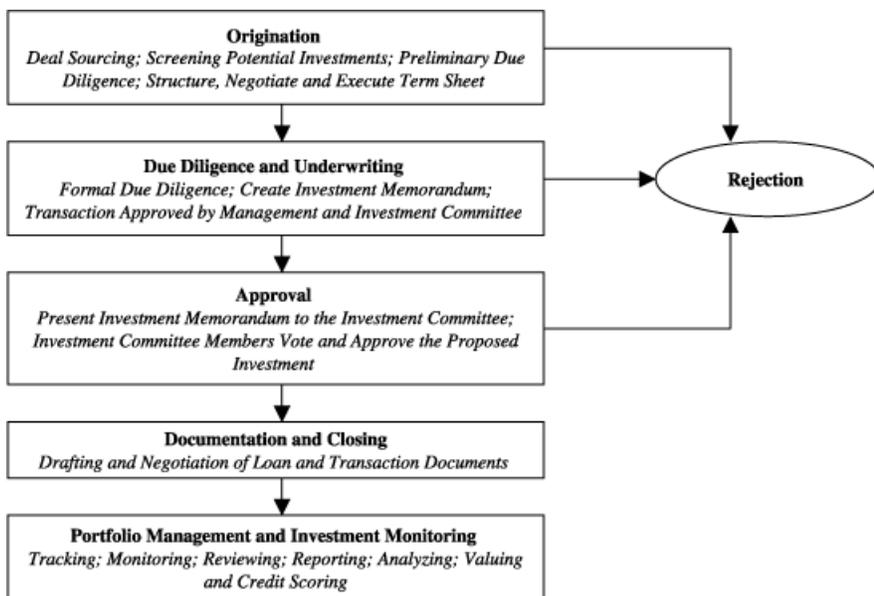 Origination
Deal Sourcing; Screening Potential Investments; Preliminary Due
Diligence; Structure, Negotiate and Execute Term Sheet
Due Diligence and Underwriting
Formal Due Diligence; Create Investment Memorandum;
Transaction Approved by Management and Investment Committee
Rejection
Approval
Present Investment Memorandum to the Investment Committee;
Investment Committee Members Vote and Approve the Proposed
Investment
Documentation and Closing
Drafting and Negotiation of Loan and Transaction Documents
Portfolio Management and Investment Monitoring
Tracking; Monitoring; Reviewing; Reporting; Analyzing; Valuing
and Credit Scoring